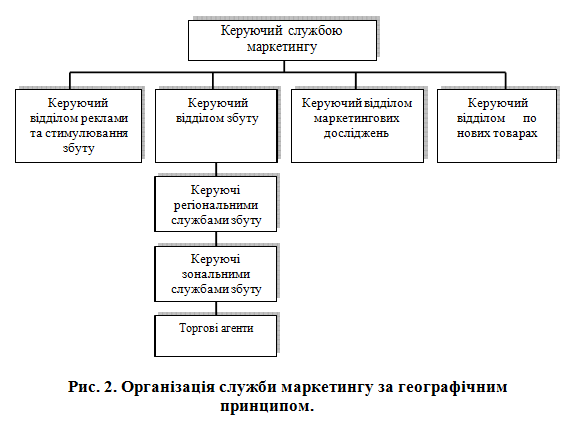 Керуючий службою
маркетингу
Керуючий
відділом реклами
та стимулювання
збуту
Керуючий
відділом збуту
Керуючий відділом
маркетингових
досліджень
Керуючий
відділом по
нових товарах
Керуючі
регіональними
службами збуту
Керуючі
зональними
службами збуту
Торгові агенти
Рис. 2. Організація служби маркетингу за географічним
принципом.